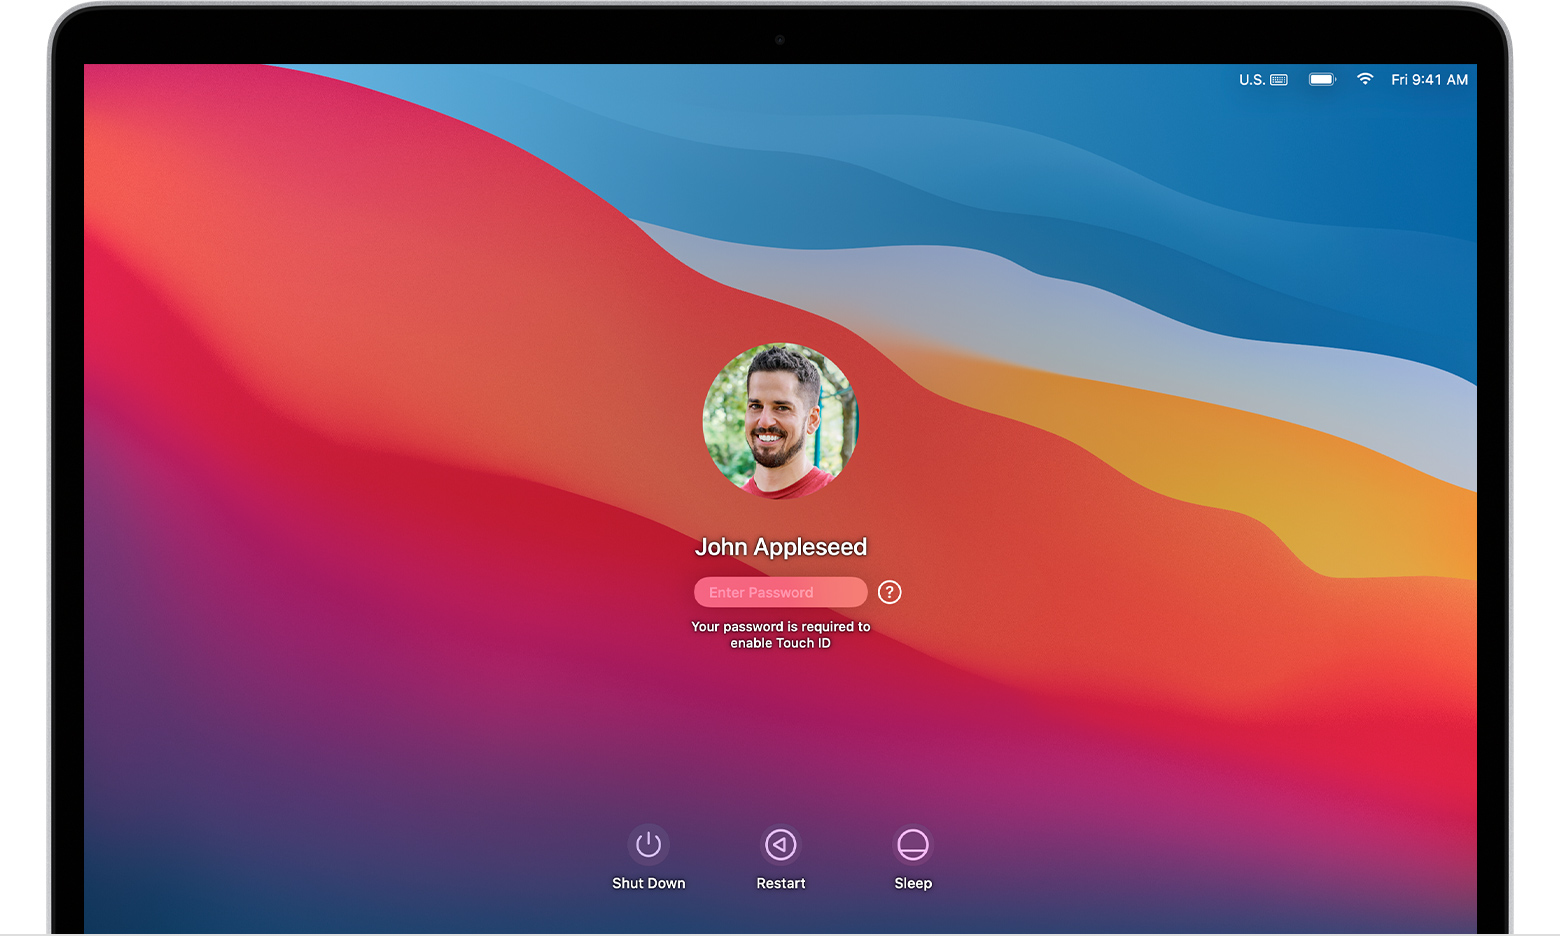 U.S.
Fri 9:41 AM
John Appleseed
Enter Password
?
Your password is required to
enable Touch ID
Shut Down
Restart
Sleep